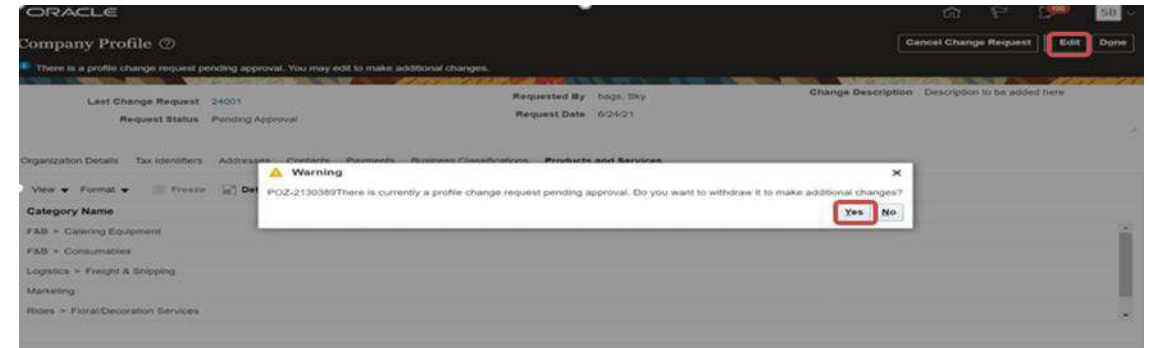 ORACLE
SB
Company Profile
Cancel Change Request Edit Done
There is a profile change request pending approval. You may edit to make additional changes.
Last Change Request 24001 Requested By bags, Sky Change Description Description to be added here
Request Status Pending Approval Request Date 6/24/21
Organization Details Tax Identifiers Addresses Contacts Payments Business Classifications Products and Services
Warning
View Format Freeze Det
POZ-2130389There is currently a profile change request pending approval. Do you want to withdraw it to make additional changes?
Yes No
Category Name
F&B > Catering Equipment
F&B > Consumables
Logistics > Freight & Shipping
Marketing
Rides > Floral/Decoration Services